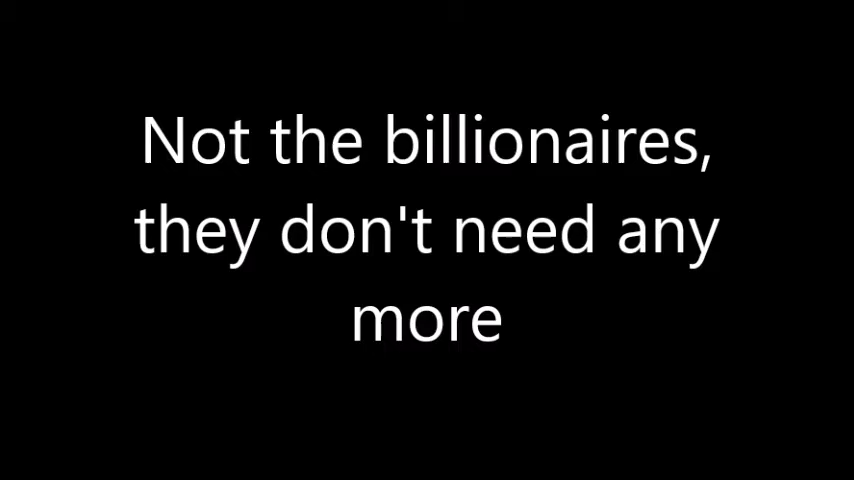 Not the billionaires,
they don't need any
more